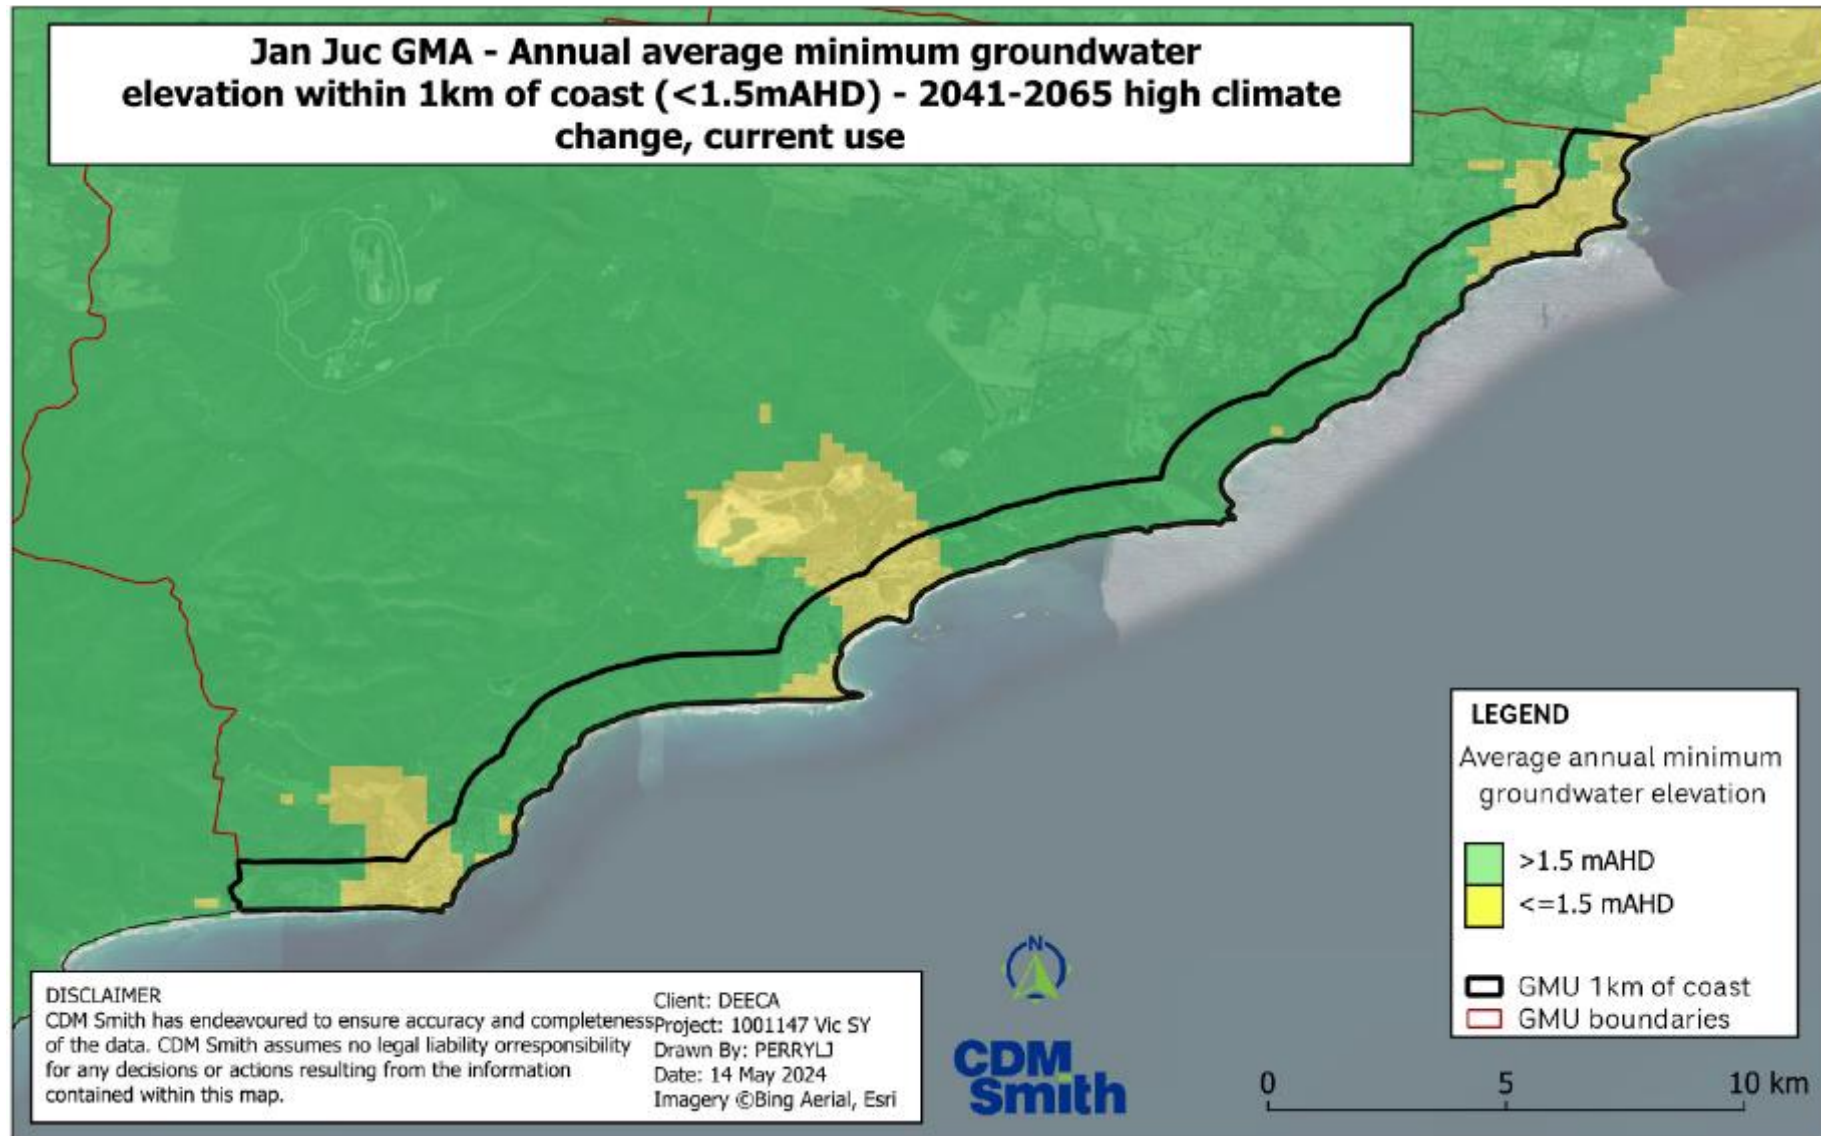 Jan Juc GMA - Annual average minimum groundwater
elevation within 1km of coast (<1.5mAHD) - 2041-2065 high climate
change, current use
LEGEND
Average annual minimum
groundwater elevation
>1.5 mAHD
<=1.5 mAHD
GMU 1km of coast
GMU boundaries
DISCLAIMER
CDM Smith has endeavoured to ensure accuracy and completeness
of the data. CDM Smith assumes no legal liability orresponsibility
for any decisions or actions resulting from the information
contained within this map.
Client: DEECA
Project: 1001147 Vic SY
Drawn By: PERRYLJ
Date: 14 May 2024
Imagery ©Bing Aerial, Esri
N
CDM
Smith
0 5 10 km